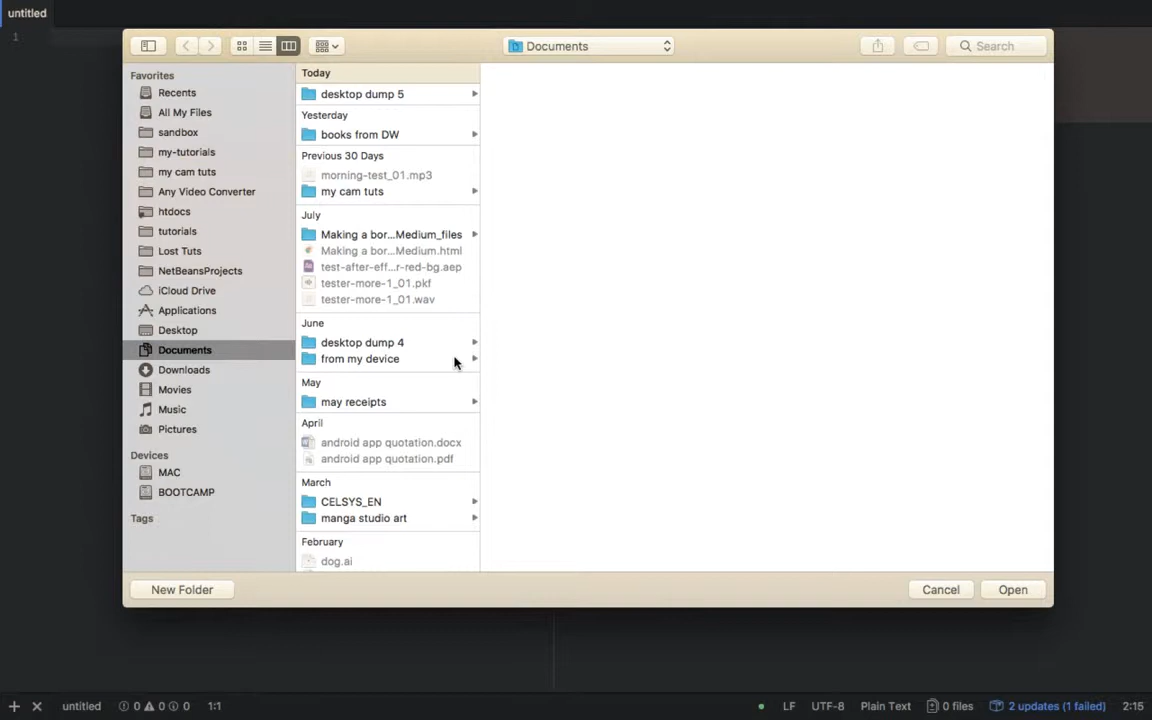 untitled
1
Documents
Search
Favorites
Recents
All My Files
sandbox
my-tutorials
my cam tuts
Any Video Converter
htdocs
tutorials
Lost Tuts
NetBeansProjects
iCloud Drive
Applications
Desktop
Documents
Downloads
Movies
Music
Pictures
Devices
MAC
BOOTCAMP
Tags
Today
desktop dump 5
Yesterday
books from DW
Previous 30 Days
morning-test_01.mp3
my cam tuts
July
Making a bor...Medium_files
Making a bor...Medium.html
test-after-eff...r-red-bg.aep
tester-more-1_01.pkf
tester-more-1_01.wav
June
desktop dump 4
from my device
May
may receipts
April
android app quotation.docx
android app quotation.pdf
March
CELSYS_EN
manga studio art
February
dog.ai
New Folder
Cancel
Open
untitled 0 0 0 1:1
LF UTF-8 Plain Text 0 files 2 updates (1 failed) 2:15